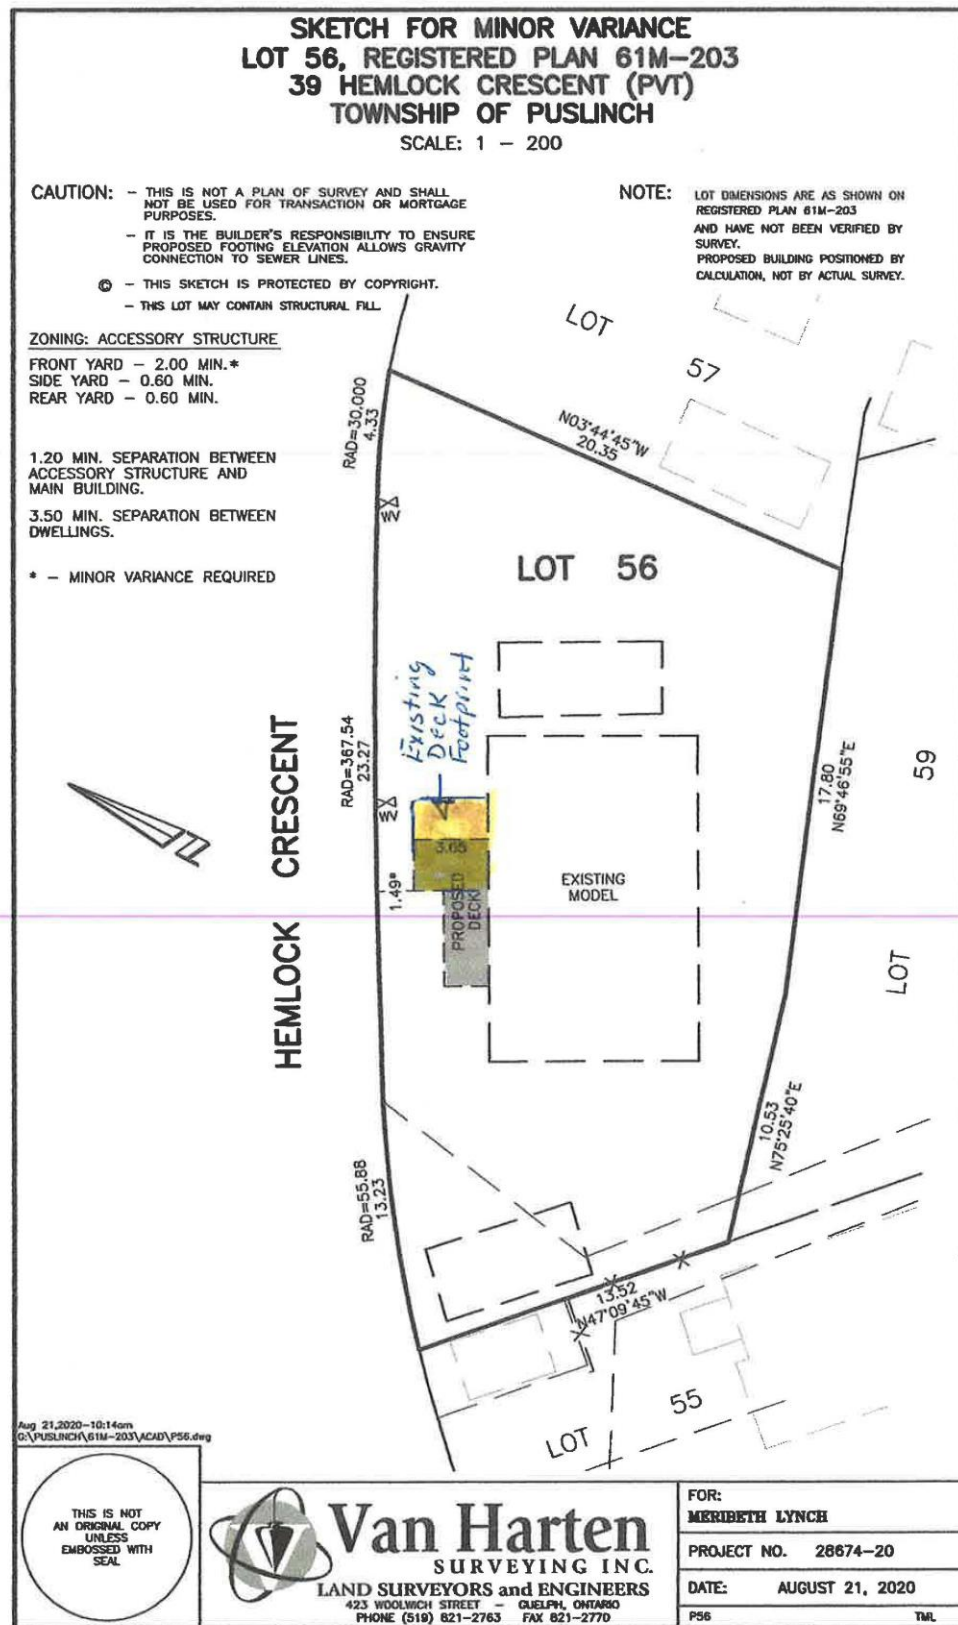 SKETCH FOR MINOR VARIANCE
LOT 56, REGISTERED PLAN 61M-203
39 HEMLOCK CRESCENT (PVT)
TOWNSHIP OF PUSLINCH
SCALE: 1 - 200
CAUTION: - THIS IS NOT A PLAN OF SURVEY AND SHALL
NOT BE USED FOR TRANSACTION OR MORTGAGE
PURPOSES.
- IT IS THE BUILDER'S RESPONSIBILITY TO ENSURE
PROPOSED FOOTING ELEVATION ALLOWS GRAVITY
CONNECTION TO SEWER LINES.
© - THIS SKETCH IS PROTECTED BY COPYRIGHT.
- THIS LOT MAY CONTAIN STRUCTURAL FILL
NOTE: LOT DIMENSIONS ARE AS SHOWN ON
REGISTERED PLAN 61M-203
AND HAVE NOT BEEN VERIFIED BY
SURVEY.
PROPOSED BUILDING POSITIONED BY
CALCULATION, NOT BY ACTUAL SURVEY.
ZONING: ACCESSORY STRUCTURE
FRONT YARD - 2.00 MIN.*
SIDE YARD - 0.60 MIN.
REAR YARD - 0.60 MIN.
1.20 MIN. SEPARATION BETWEEN
ACCESSORY STRUCTURE AND
MAIN BUILDING.
3.50 MIN. SEPARATION BETWEEN
DWELLINGS.
* - MINOR VARIANCE REQUIRED
LOT 57
RAD=30.000
4.33
N03°44'45"W
20.35
WV
LOT 56
Existing
Deck
Footprint
HEMLOCK CRESCENT
RAD=367.54
23.27
WV
3.65
1.49*
PROPOSED
DECK
EXISTING
MODEL
17.80
N69°46'55"E
LOT 59
10.53
N75°25'40"E
RAD=55.88
13.23
13.52
N47°09'45"W
LOT 55
Aug 21,2020-10:14am
G:\PUSLINCH\61M-203\ACAD\P56.dwg
THIS IS NOT
AN ORIGINAL COPY
UNLESS
EMBOSSED WITH
SEAL
Van Harten
SURVEYING INC.
LAND SURVEYORS and ENGINEERS
423 WOOLWICH STREET - GUELPH, ONTARIO
PHONE (519) 821-2763 FAX 821-2770
FOR:
MERIBETH LYNCH
PROJECT NO. 28674-20
DATE: AUGUST 21, 2020
P56 TML